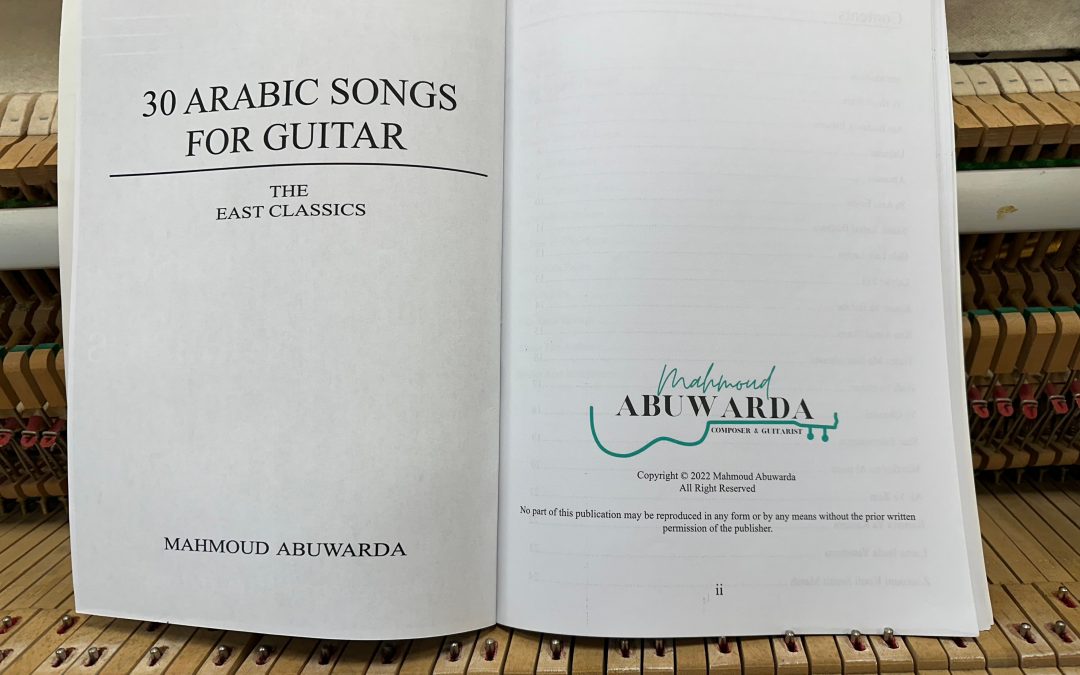 30 ARABIC SONGS
FOR GUITAR
THE
EAST CLASSICS
MAHMOUD ABUWARDA
Mahmoud
ABUWARDA
COMPOSER & GUITARIST
Copyright © 2022 Mahmoud Abuwarda
All Right Reserved
No part of this publication may be reproduced in any form or by any means without the prior written
permission of the publisher.
ii